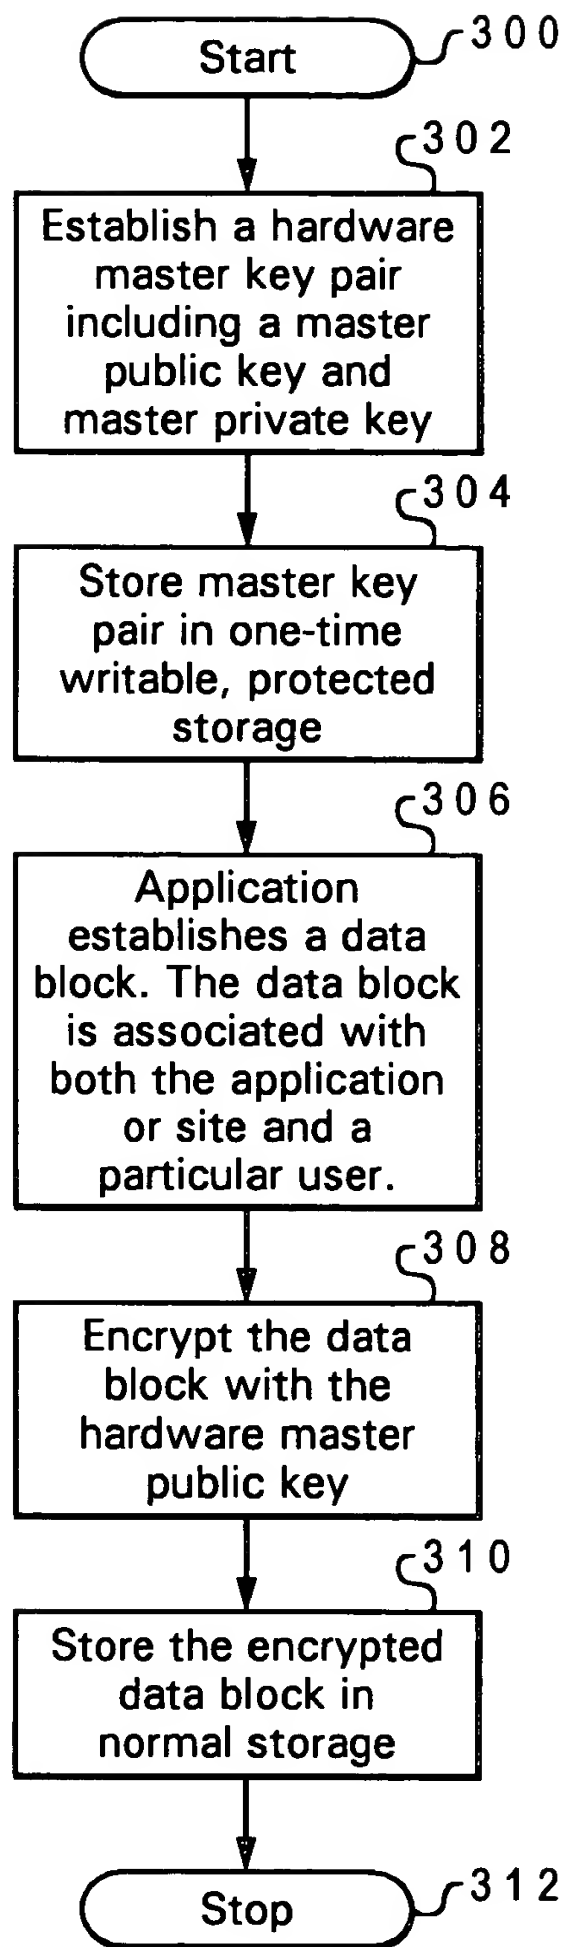 Start
300
302
Establish a hardware
master key pair
including a master
public key and
master private key
304
Store master key
pair in one-time
writable, protected
storage
306
Application
establishes a data
block. The data block
is associated with
both the application
or site and a
particular user.
308
Encrypt the data
block with the
hardware master
public key
310
Store the encrypted
data block in
normal storage
Stop
312